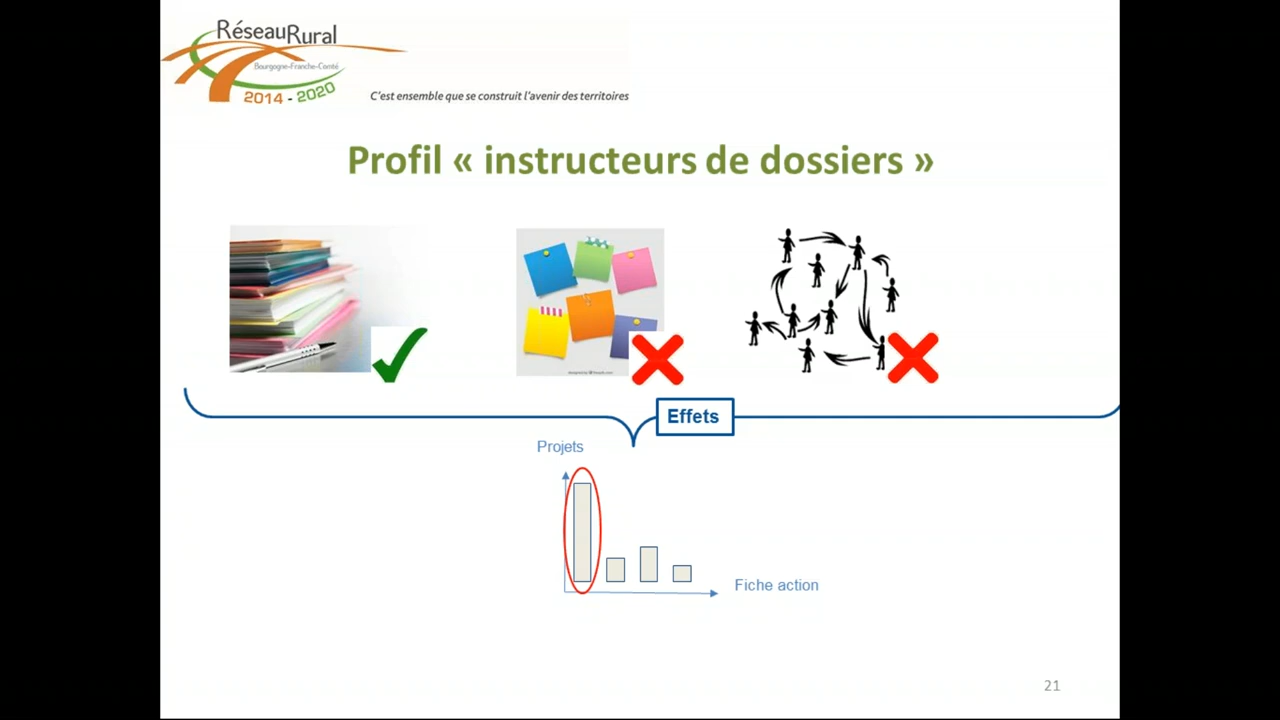 RéseauRural
Bourgogne-Franche-Comté
2014 - 2020
C'est ensemble que se construit l'avenir des territoires
Profil « instructeurs de dossiers »
Effets
Projets
Fiche action
21